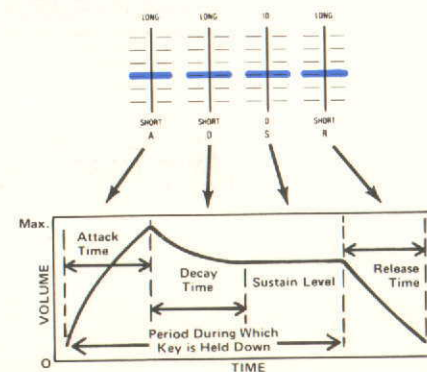 LONG LONG 10 LONG
SHORT SHORT 0 SHORT
A D S R
Max.
Attack
Time
Decay
Time
Sustain Level
Release
Time
Period During Which
Key is Held Down
VOLUME
O
TIME